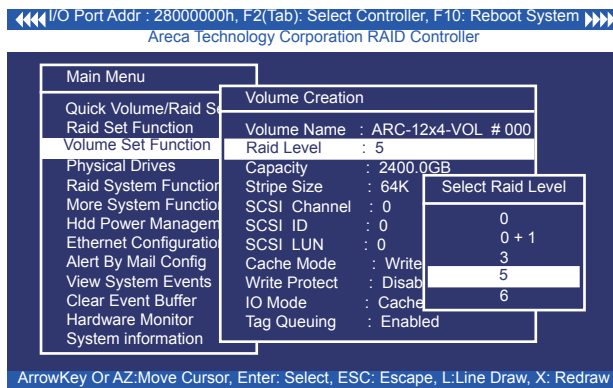 I/O Port Addr : 28000000h, F2(Tab): Select Controller, F10: Reboot System
Areca Technology Corporation RAID Controller
Main Menu
Quick Volume/Raid Se
Raid Set Function
Volume Set Function
Physical Drives
Raid System Function
More System Function
Hdd Power Managem
Ethernet Configuration
Alert By Mail Config
View System Events
Clear Event Buffer
Hardware Monitor
System information
Volume Creation
Volume Name : ARC-12x4-VOL # 000
Raid Level : 5
Capacity : 2400.0GB
Stripe Size : 64K
SCSI Channel : 0
SCSI ID : 0
SCSI LUN : 0
Cache Mode : Write
Write Protect : Disab
IO Mode : Cache
Tag Queuing : Enabled
Select Raid Level
0
0 + 1
3
5
6
ArrowKey Or AZ:Move Cursor, Enter: Select, ESC: Escape, L:Line Draw, X: Redraw